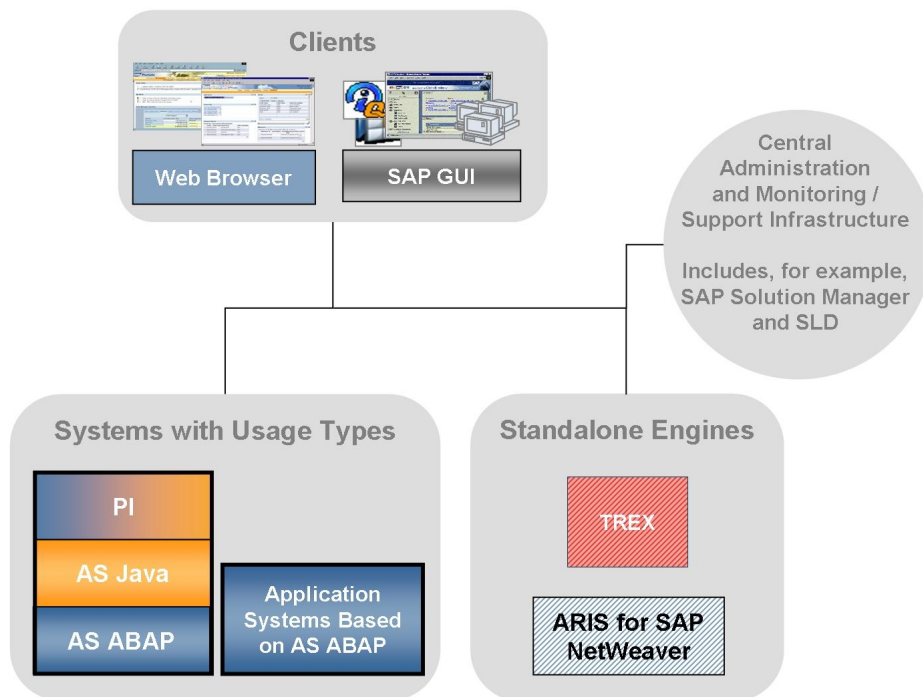 Clients
Web Browser
SAP GUI
Central
Administration
and Monitoring /
Support Infrastructure
Includes, for example,
SAP Solution Manager
and SLD
Systems with Usage Types
PI
AS Java
AS ABAP
Application
Systems Based
on AS ABAP
Standalone Engines
TREX
ARIS for SAP
NetWeaver